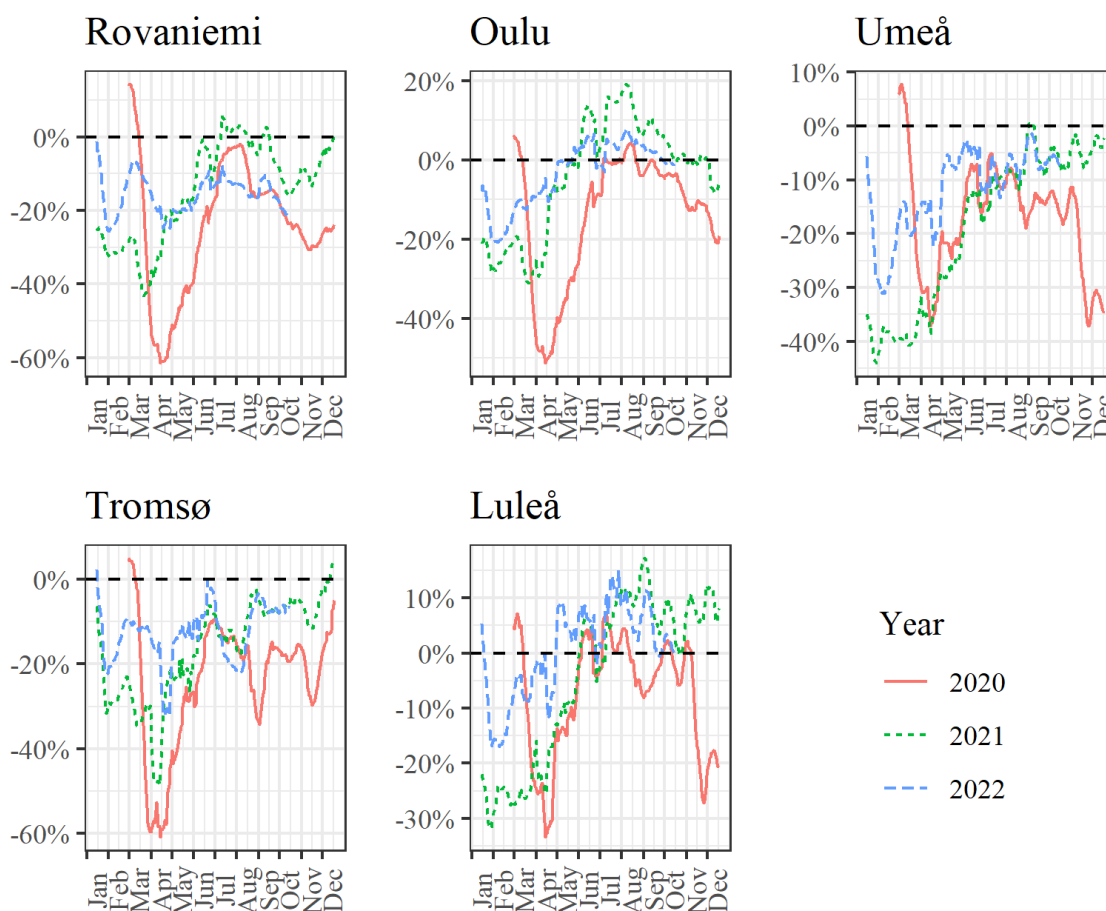 Rovaniemi
0%
-20%
-40%
-60%
Jan Feb Mar Apr May Jun Jul Aug Sep Oct Nov Dec
Oulu
20%
0%
-20%
-40%
Jan Feb Mar Apr May Jun Jul Aug Sep Oct Nov Dec
Umeå
10%
0%
-10%
-20%
-30%
-40%
Jan Feb Mar Apr May Jun Jul Aug Sep Oct Nov Dec
Tromsø
0%
-20%
-40%
-60%
Jan Feb Mar Apr May Jun Jul Aug Sep Oct Nov Dec
Luleå
10%
0%
-10%
-20%
-30%
Jan Feb Mar Apr May Jun Jul Aug Sep Oct Nov Dec
Year
2020
2021
2022